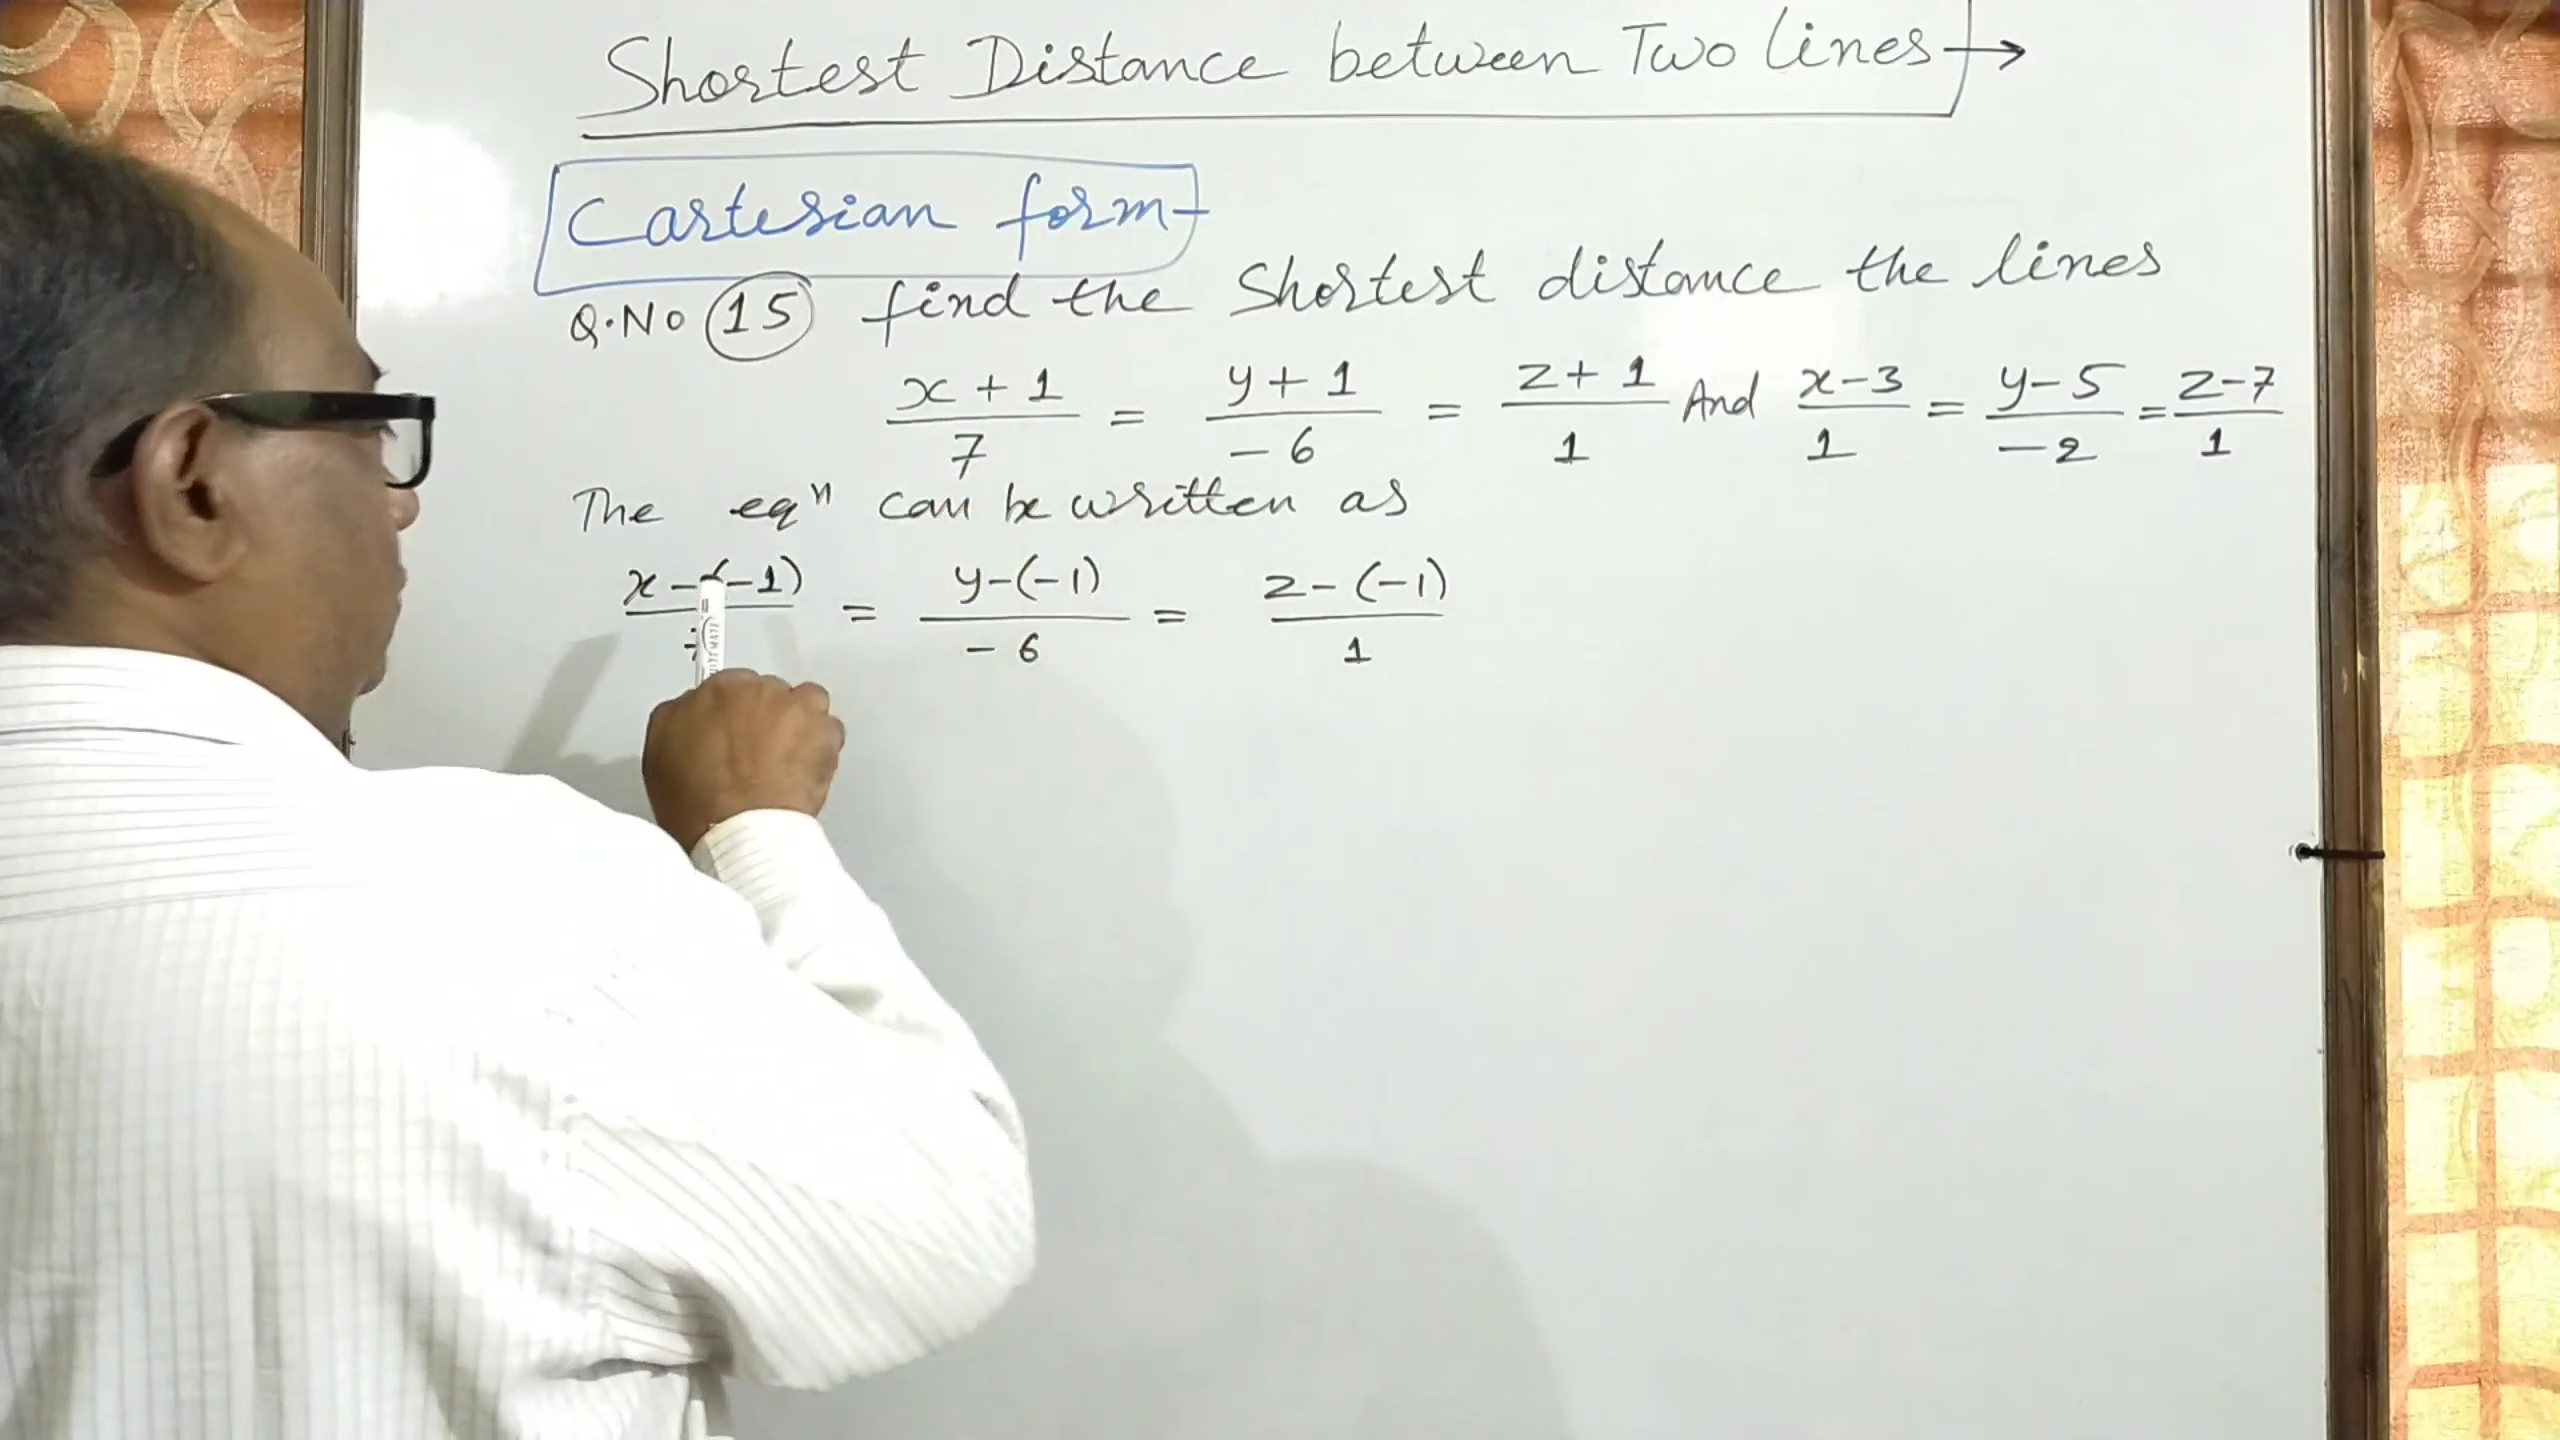 Shortest Distance between Two lines →
Cartesian form-
Q.No 15 find the Shortest distance the lines
x + 1 / 7 = y + 1 / -6 = z + 1 / 1 And x-3 / 1 = y-5 / -2 = z-7 / 1
The eqⁿ can be written as
x-(-1) / 7 = y-(-1) / -6 = z-(-1) / 1